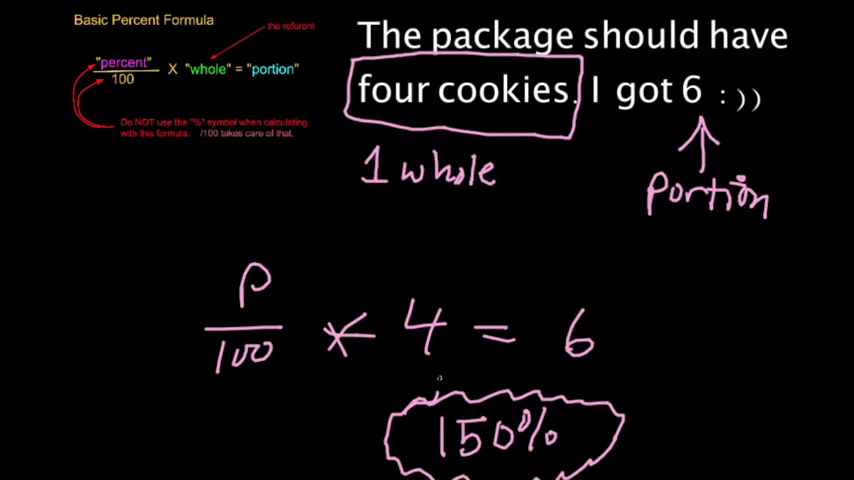 Basic Percent Formula
the referent
"percent"
100
X "whole" = "portion"
Do NOT use the "%" symbol when calculating
with this formula. /100 takes care of that.
The package should have
four cookies. I got 6 :))
1 whole
portion
P
100
* 4 = 6
150%